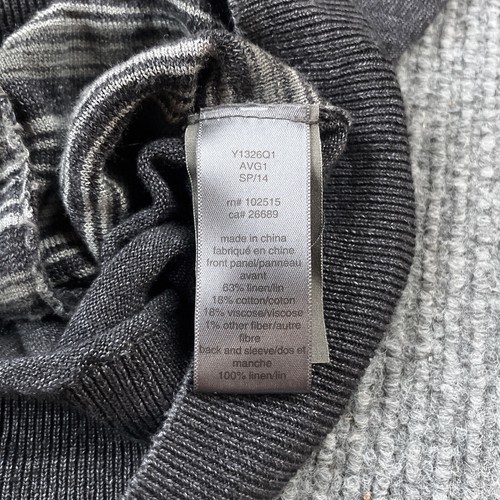 Y1326Q1
AVG1
SP/14
rn# 102515
ca# 26689
made in china
fabriqué en chine
front panel/panneau
avant
63% linen/lin
18% cotton/coton
18% viscose/viscose
1% other fiber/autre
fibre
back and sleeve/dos et
manche
100% linen/lin